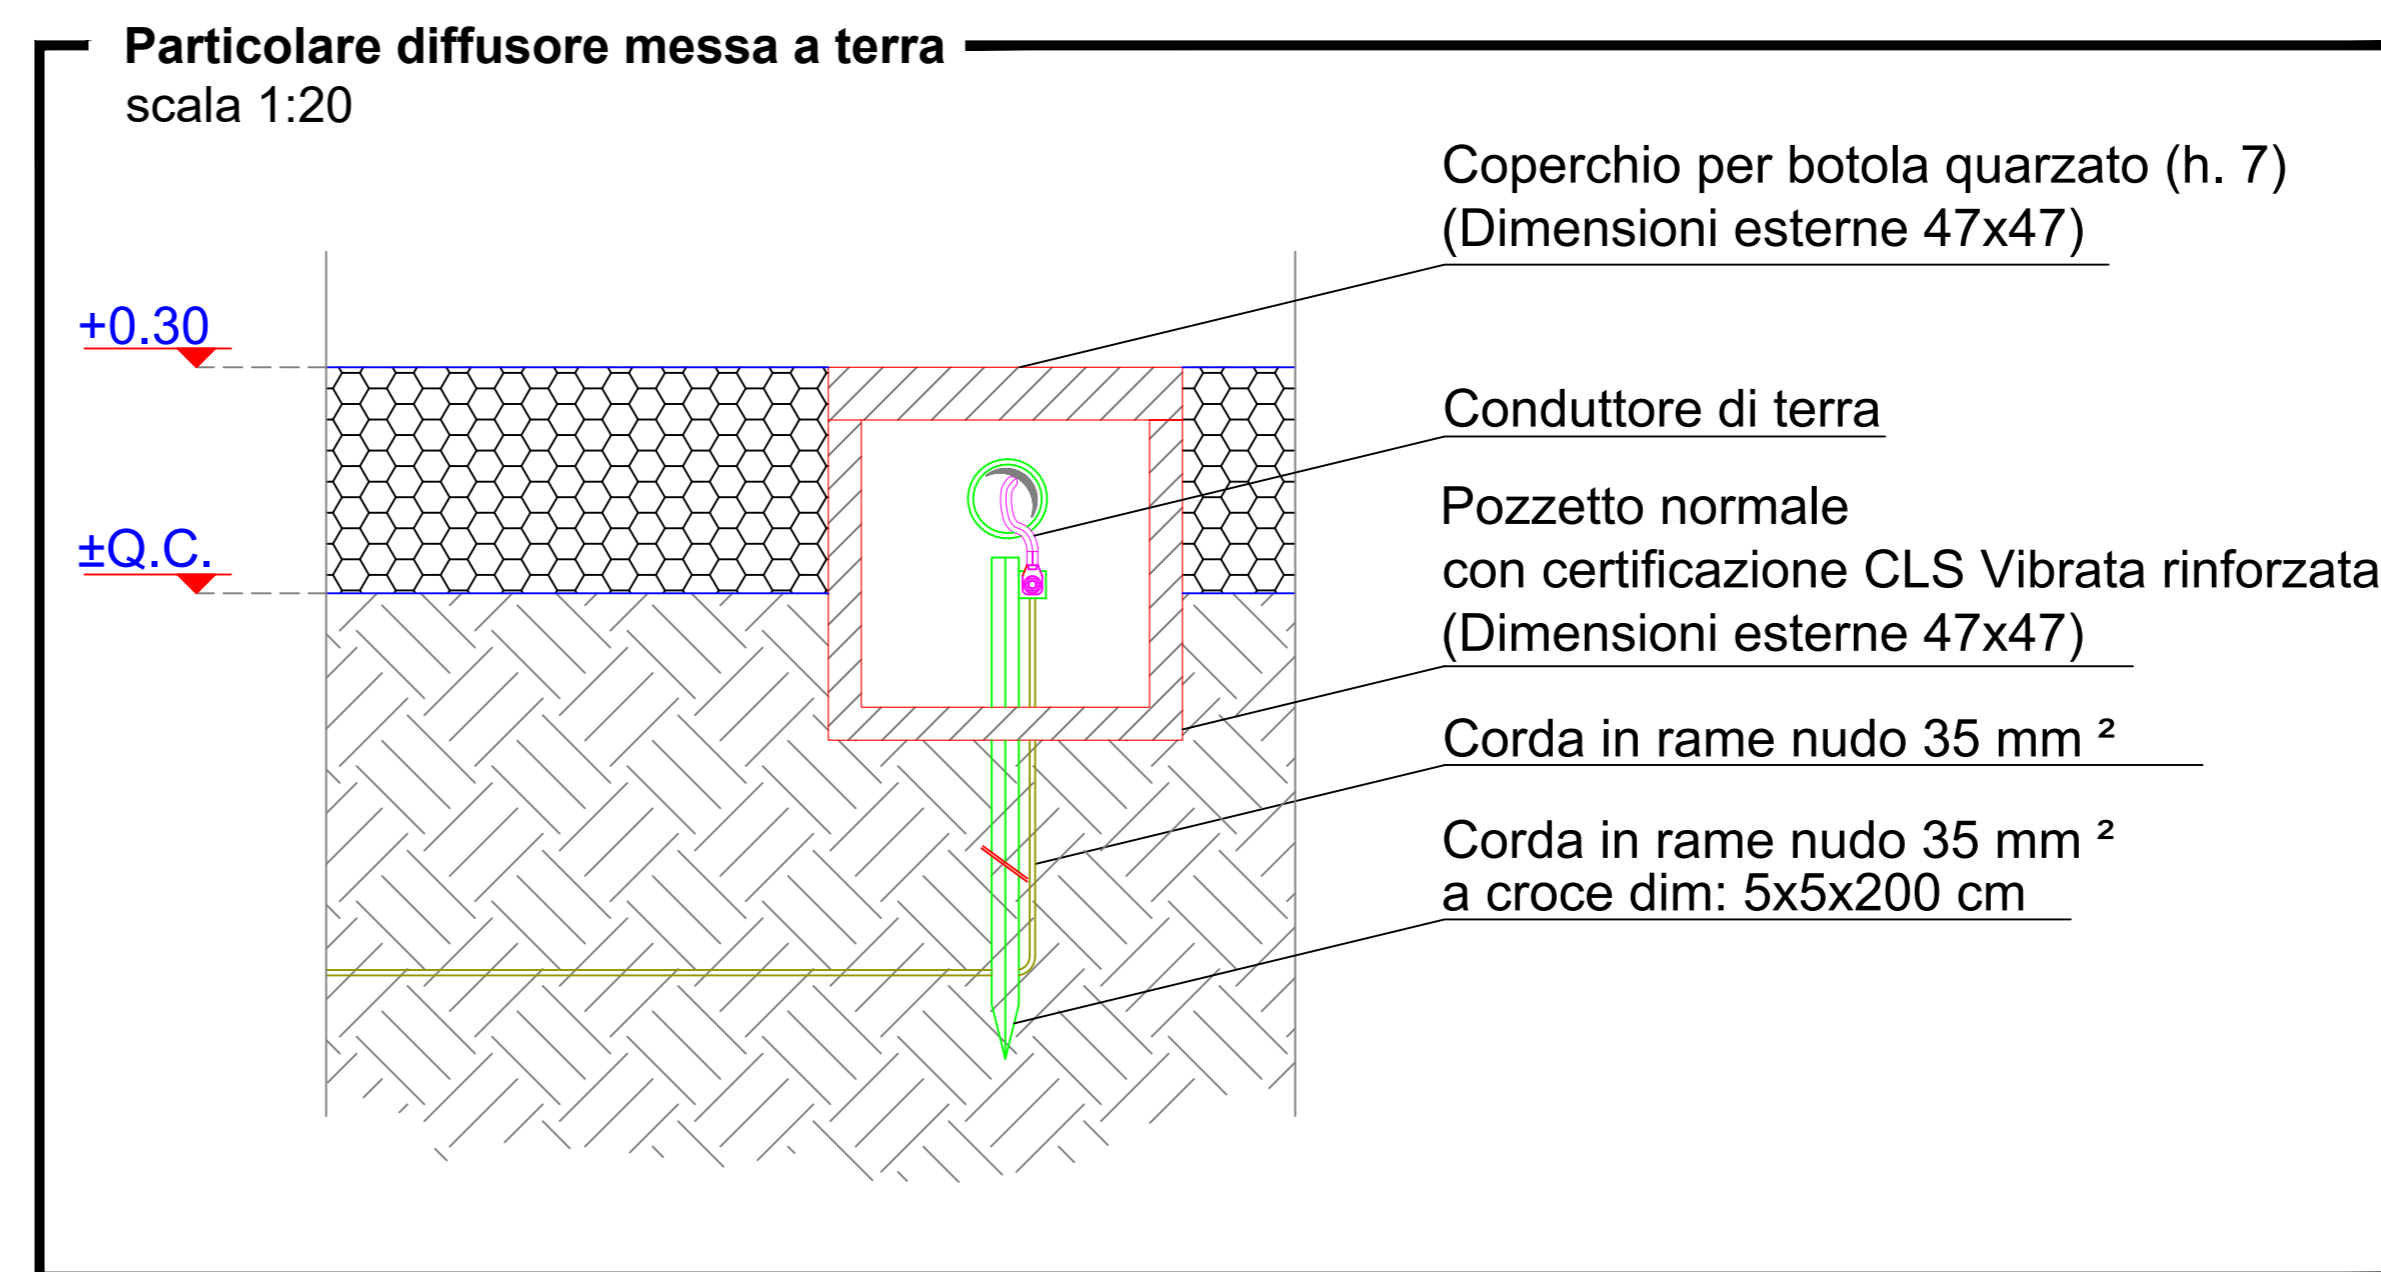 Particolare diffusore messa a terra
scala 1:20
Coperchio per botola quarzato (h. 7)
(Dimensioni esterne 47x47)
+0.30
Conduttore di terra
Pozzetto normale
±Q.C.
con certificazione CLS Vibrata rinforzata
(Dimensioni esterne 47x47)
Corda in rame nudo 35 mm ²
Corda in rame nudo 35 mm ²
a croce dim: 5x5x200 cm